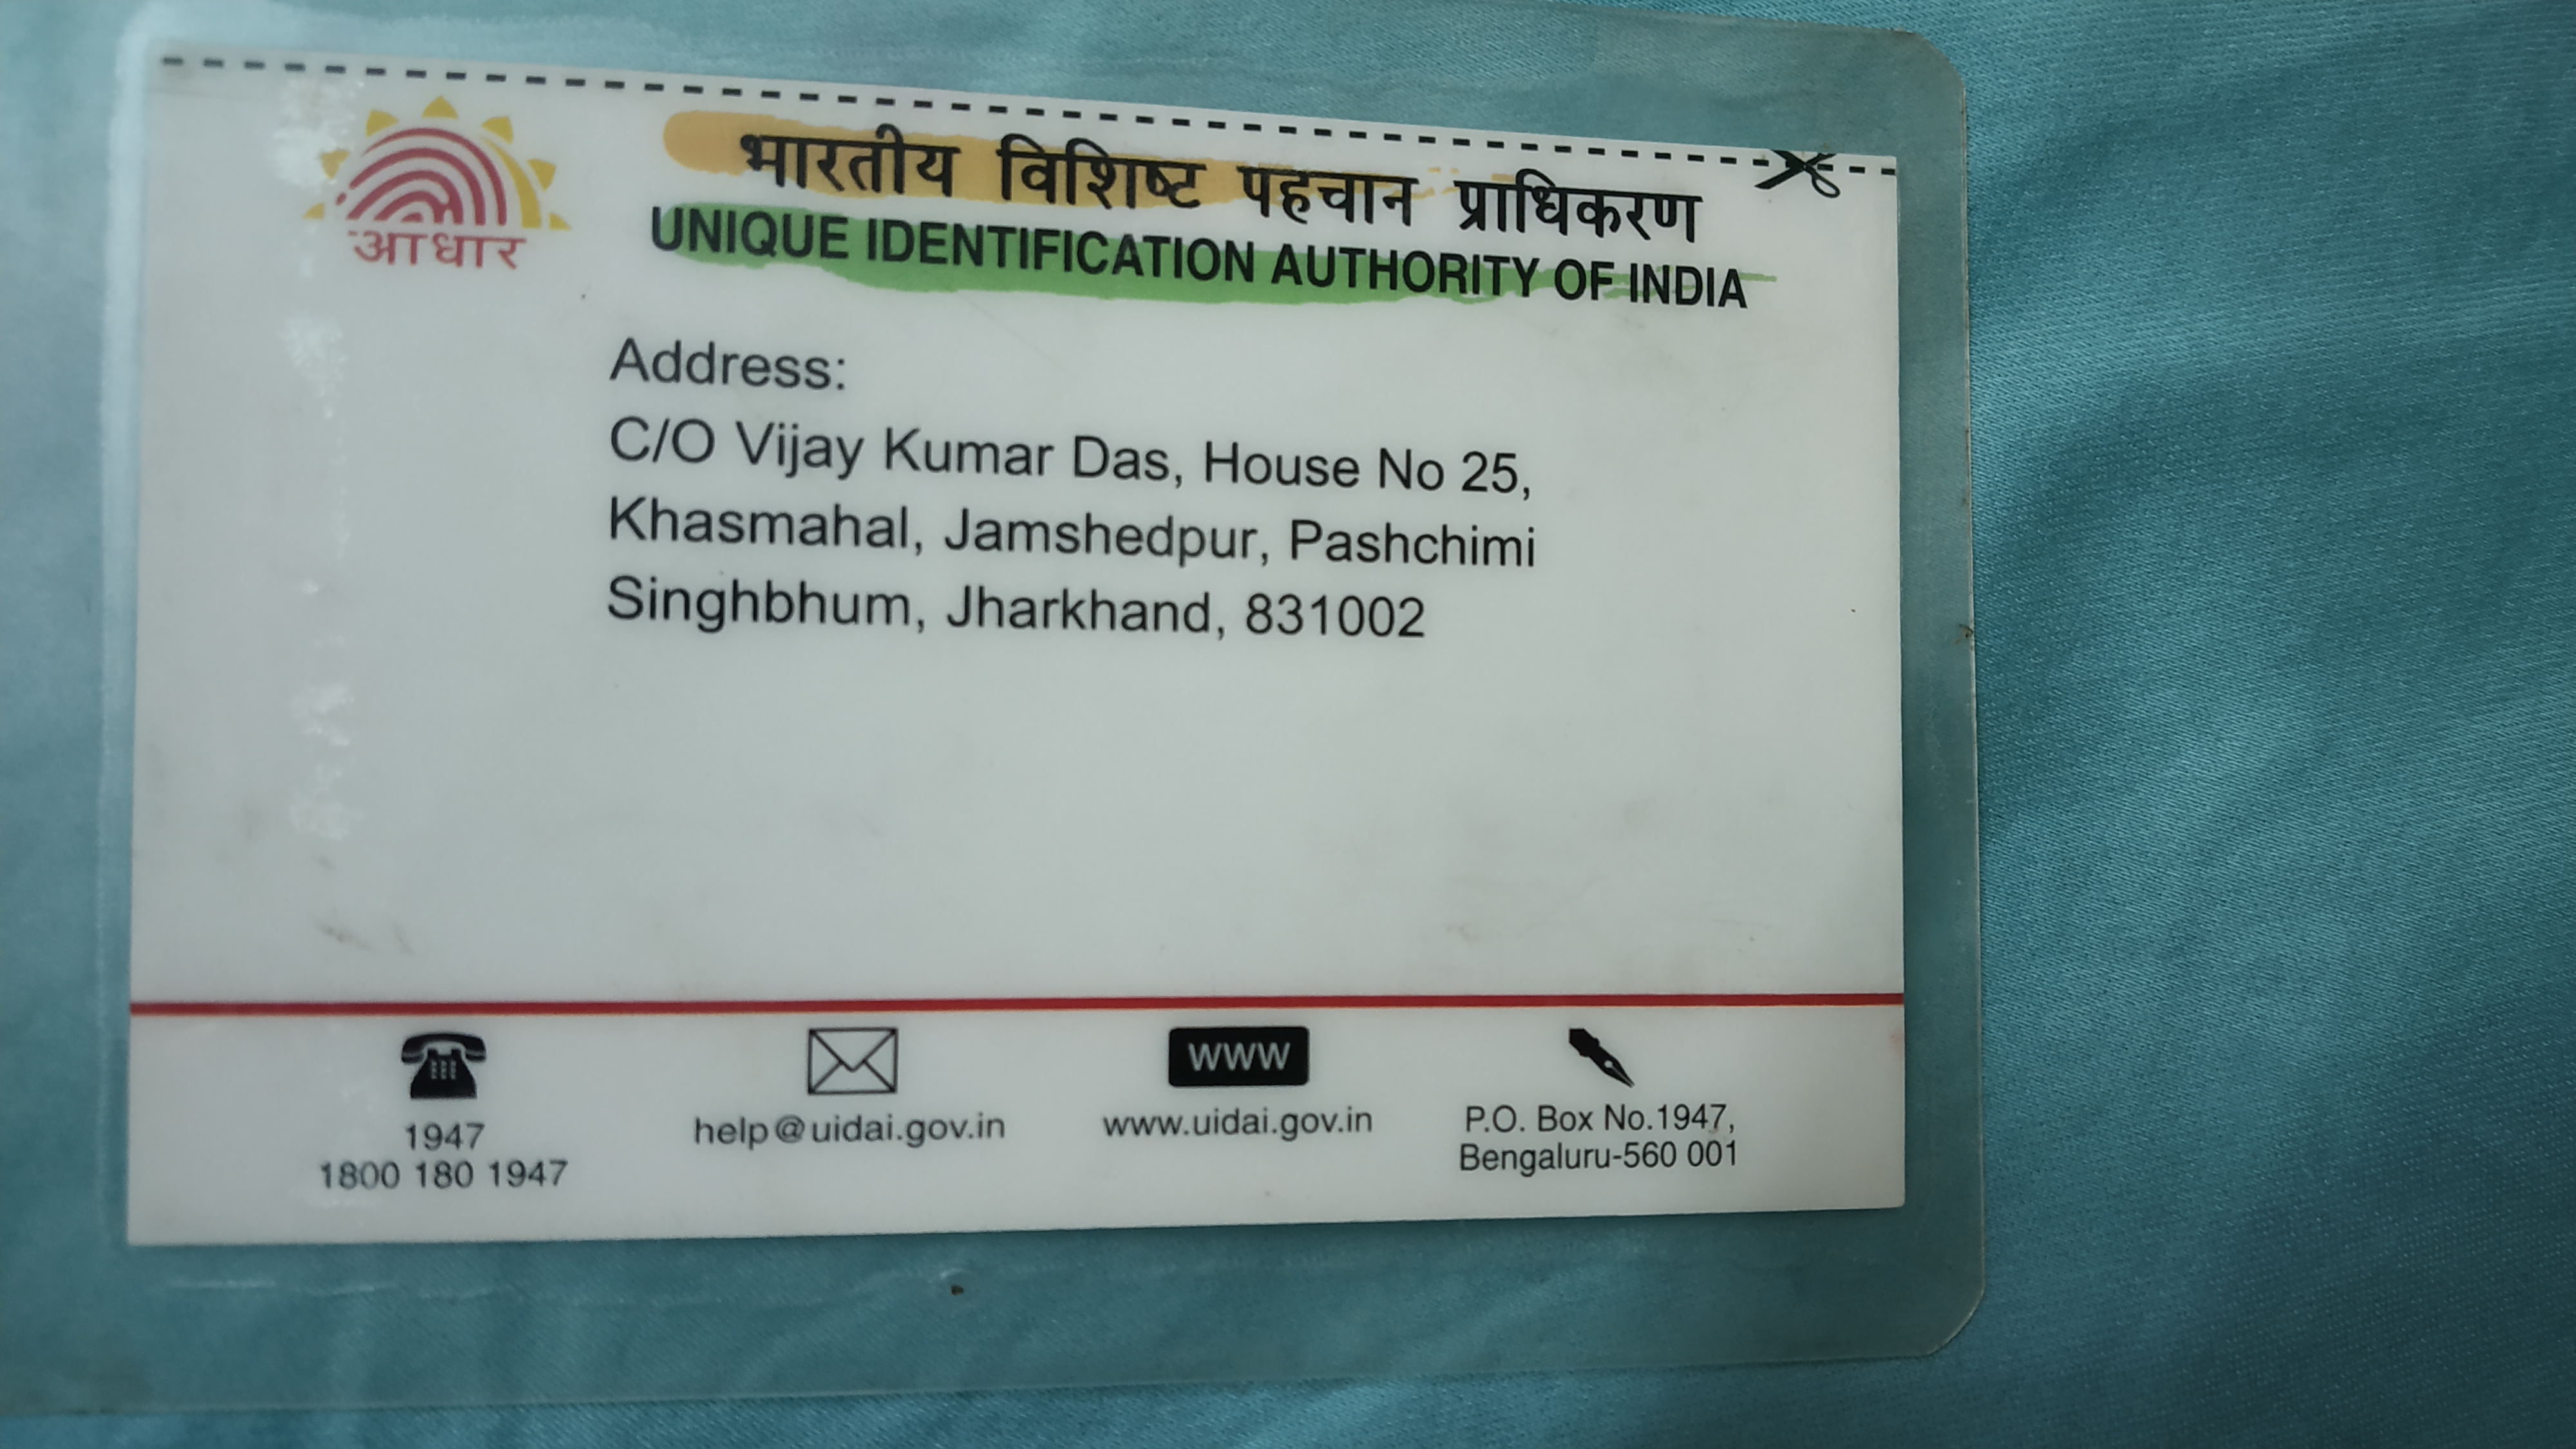 आधार
भारतीय विशिष्ट पहचान प्राधिकरण
UNIQUE IDENTIFICATION AUTHORITY OF INDIA
Address:
C/O Vijay Kumar Das, House No 25,
Khasmahal, Jamshedpur, Pashchimi
Singhbhum, Jharkhand, 831002
1947
1800 180 1947
help@uidai.gov.in
www
www.uidai.gov.in
P.O. Box No.1947,
Bengaluru-560 001